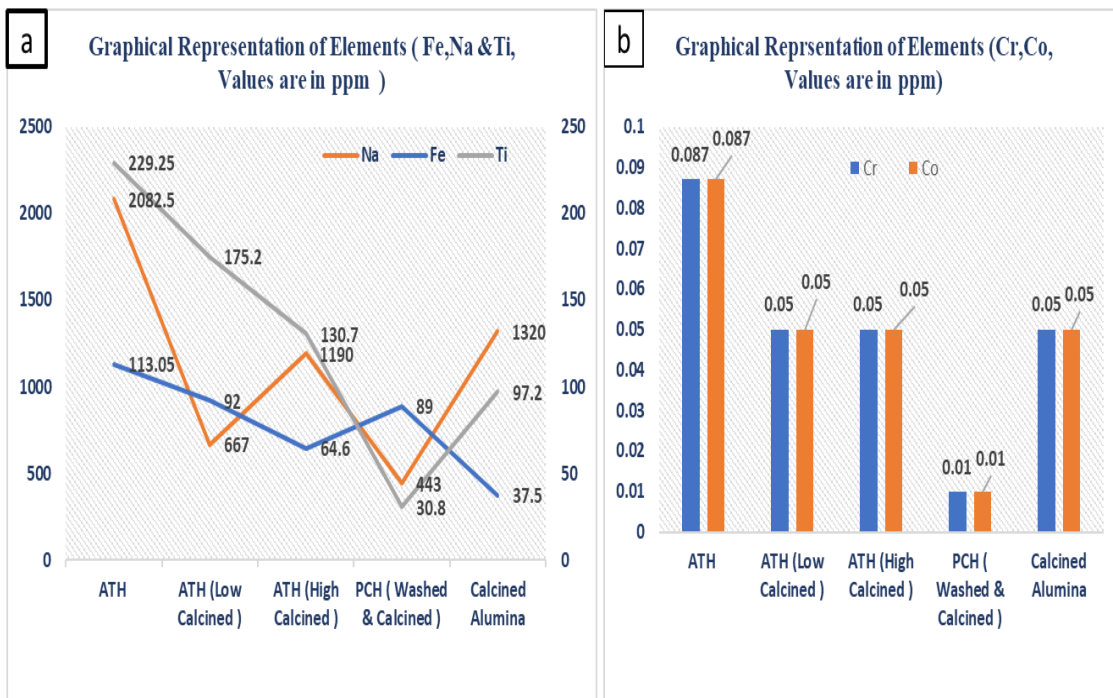 a
Graphical Representation of Elements ( Fe,Na &Ti,
Values are in ppm )
2500
2000
1500
1000
500
0
250
200
150
100
50
0
Na Fe Ti
229.25
2082.5
175.2
130.7
1190
113.05
92
667
64.6
89
443
30.8
1320
97.2
37.5
ATH
ATH (Low
Calcined )
ATH (High
Calcined )
PCH ( Washed
& Calcined )
Calcined
Alumina
b
Graphical Reprsentation of Elements (Cr,Co,
Values are in ppm)
0.1
0.09
0.08
0.07
0.06
0.05
0.04
0.03
0.02
0.01
0
Cr Co
0.087 0.087
0.05 0.05
0.05 0.05
0.01 0.01
0.05 0.05
ATH
ATH (Low
Calcined )
ATH (High
Calcined )
PCH (
Washed &
Calcined )
Calcined
Alumina